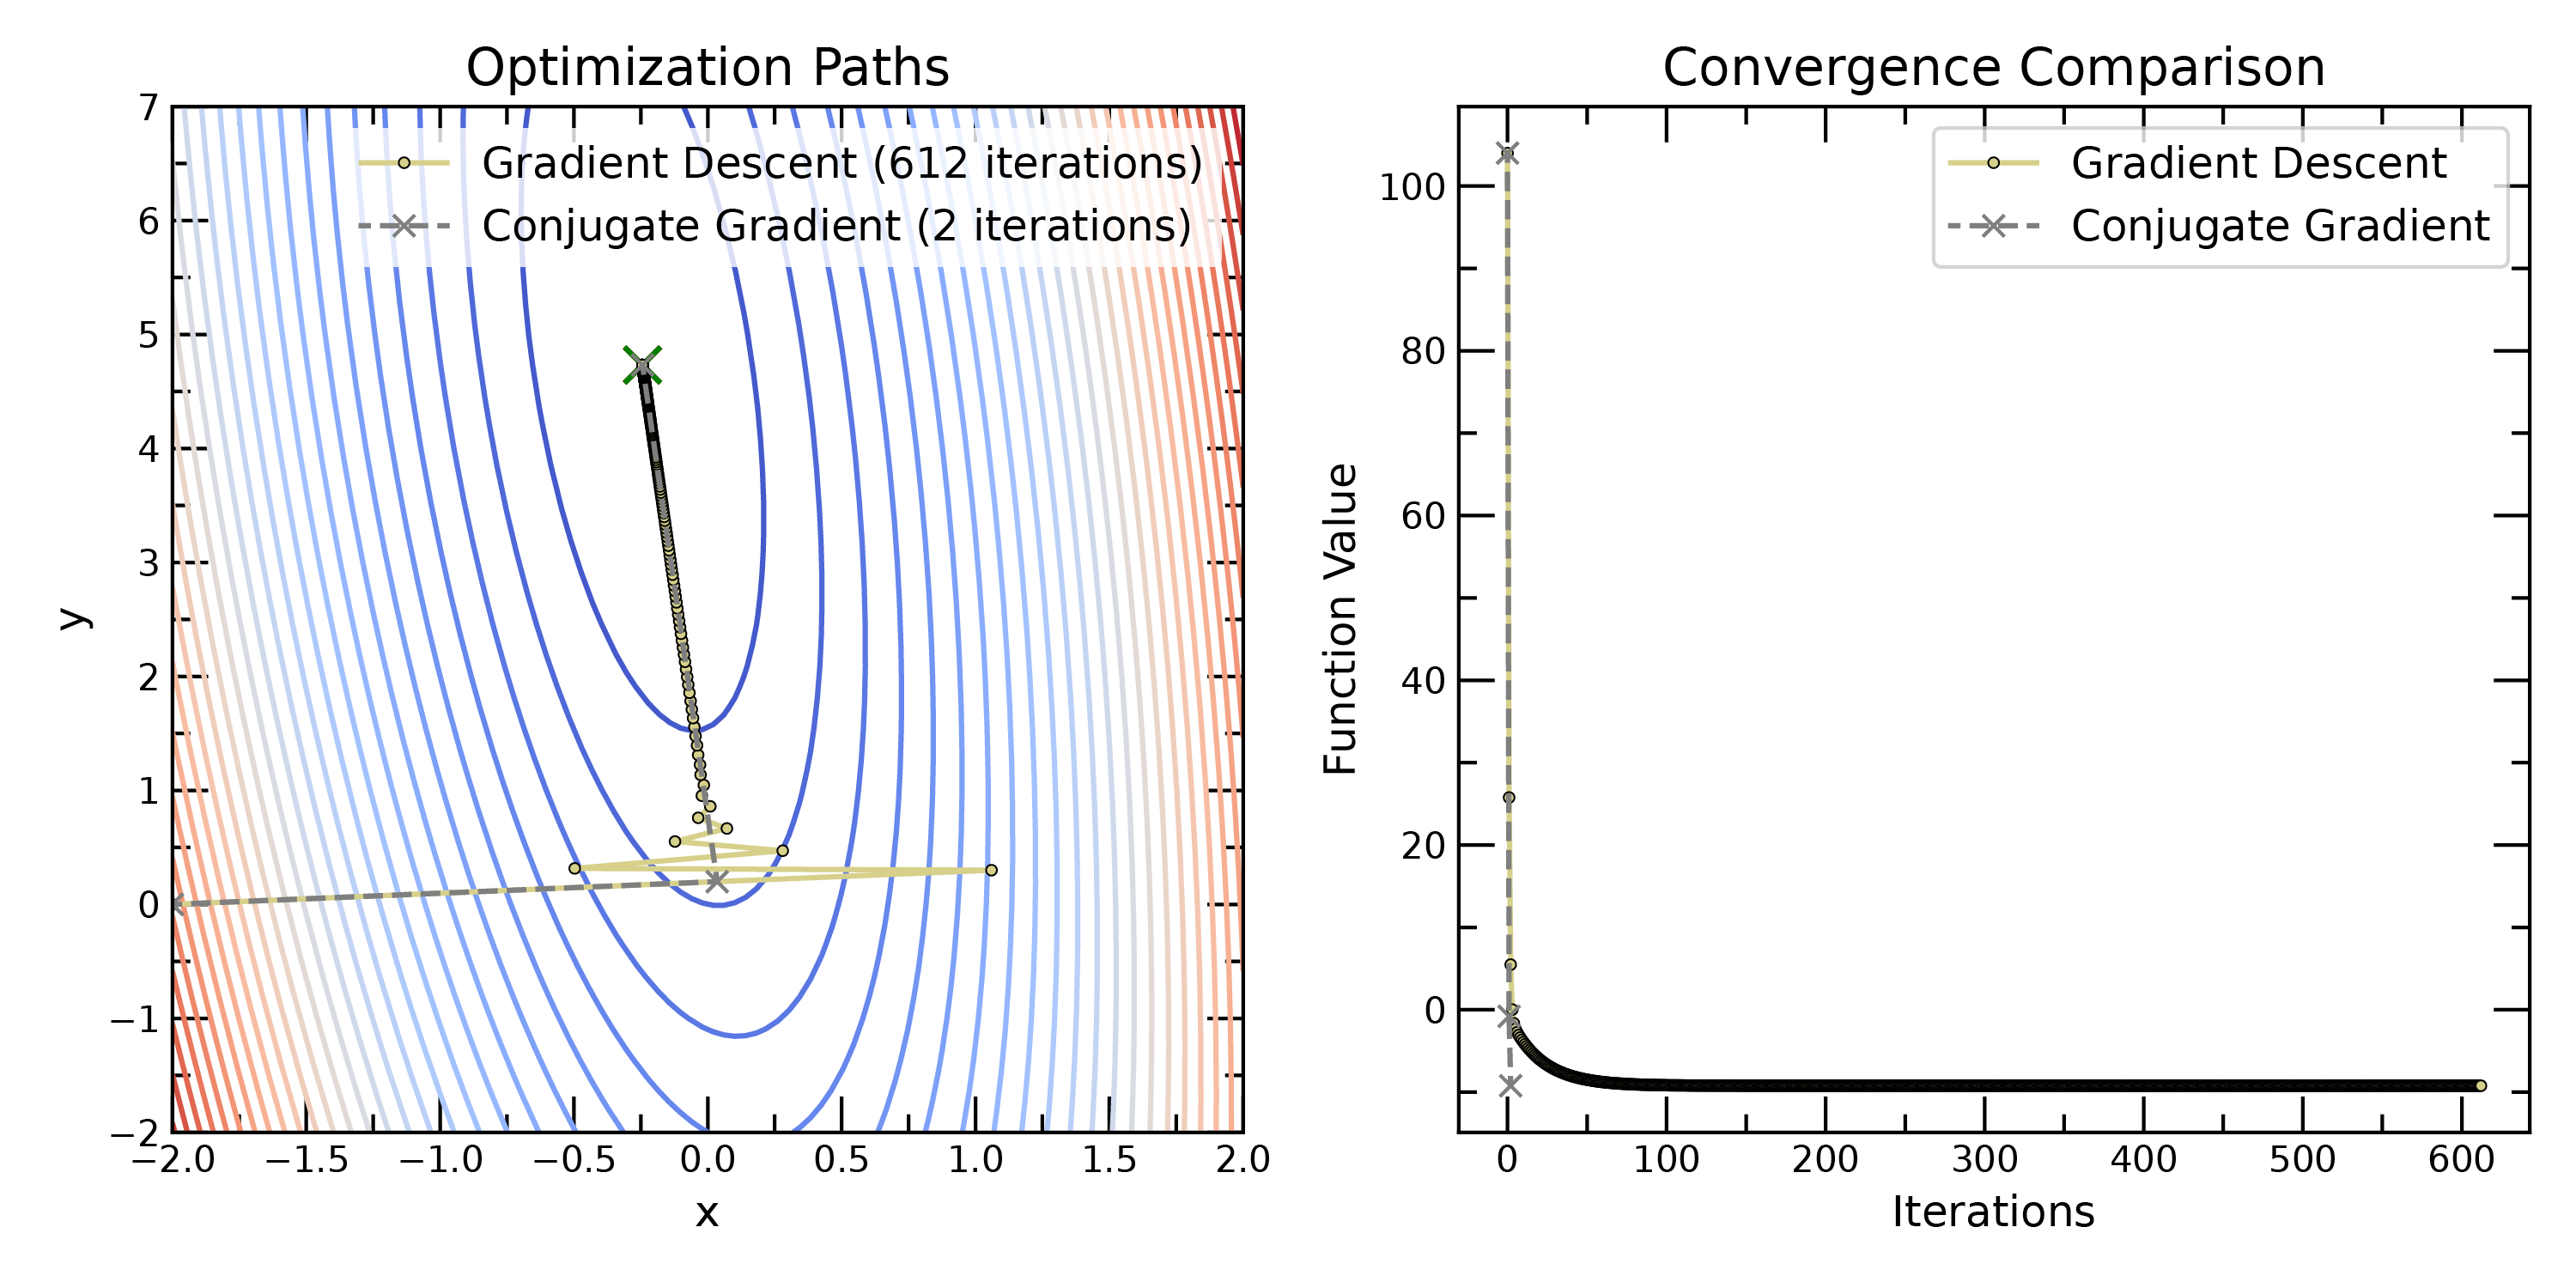 Optimization Paths
Gradient Descent (612 iterations)
Conjugate Gradient (2 iterations)
7
6
5
4
3
2
1
0
−1
−2
y
−2.0 −1.5 −1.0 −0.5 0.0 0.5 1.0 1.5 2.0
x
Convergence Comparison
Gradient Descent
Conjugate Gradient
100
80
60
40
20
0
Function Value
0 100 200 300 400 500 600
Iterations